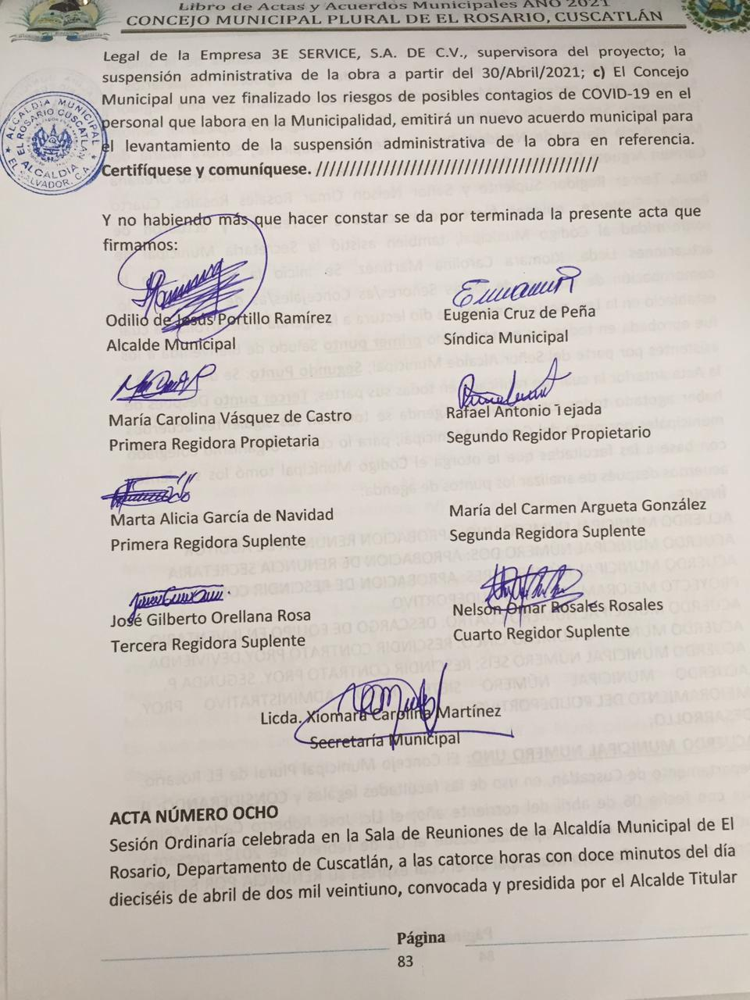 Libro de Actas y Acuerdos Municipales AÑO 2021
CONCEJO MUNICIPAL PLURAL DE EL ROSARIO, CUSCATLÁN
Legal de la Empresa 3E SERVICE, S.A. DE C.V., supervisora del proyecto; la
suspensión administrativa de la obra a partir del 30/Abril/2021; c) El Concejo
Municipal una vez finalizado los riesgos de posibles contagios de COVID-19 en el
personal que labora en la Municipalidad, emitirá un nuevo acuerdo municipal para
el levantamiento de la suspensión administrativa de la obra en referencia.
Certifíquese y comuníquese. //////////////////////////////////////////
ALCALDIA MUNICIPAL
EL ROSARIO CUSCATLAN
ALCALDIA
EL SALVADOR, C.A.
Y no habiendo más que hacer constar se da por terminada la presente acta que
firmamos:
Odilio de Jesús Portillo Ramírez
Alcalde Municipal
Eugenia Cruz de Peña
Síndica Municipal
María Carolina Vásquez de Castro
Primera Regidora Propietaria
Rafael Antonio Tejada
Segundo Regidor Propietario
Marta Alicia García de Navidad
Primera Regidora Suplente
María del Carmen Argueta González
Segunda Regidora Suplente
José Gilberto Orellana Rosa
Tercera Regidora Suplente
Nelson Omar Rosales Rosales
Cuarto Regidor Suplente
Licda. Xiomara Carolina Martínez
Secretaría Municipal
ACTA NÚMERO OCHO
Sesión Ordinaría celebrada en la Sala de Reuniones de la Alcaldía Municipal de El
Rosario, Departamento de Cuscatlán, a las catorce horas con doce minutos del día
dieciséis de abril de dos mil veintiuno, convocada y presidida por el Alcalde Titular
Página
83